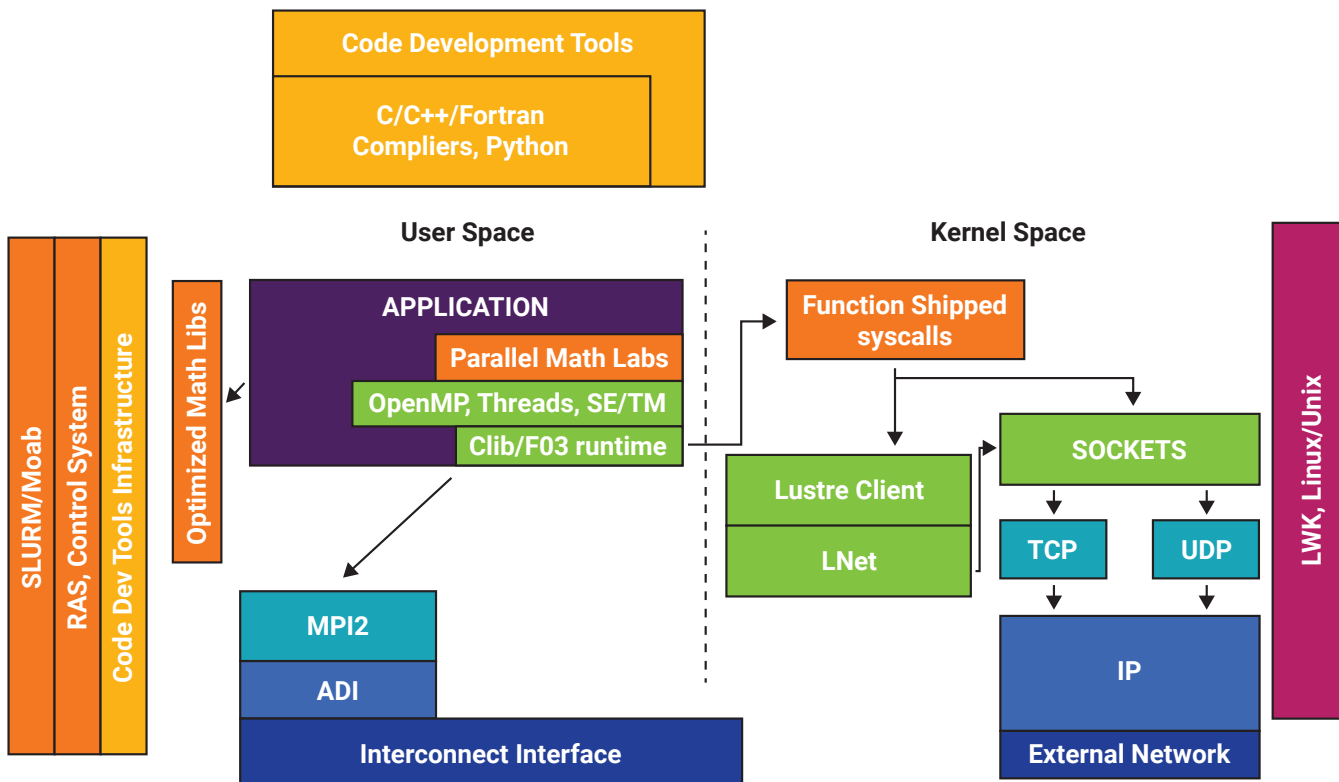 Code Development Tools
C/C++/Fortran
Compliers, Python
User Space
Kernel Space
SLURM/Moab
RAS, Control System
Code Dev Tools Infrastructure
Optimized Math Libs
APPLICATION
Parallel Math Labs
OpenMP, Threads, SE/TM
Clib/F03 runtime
Function Shipped
syscalls
Lustre Client
LNet
SOCKETS
TCP
UDP
LWK, Linux/Unix
MPI2
ADI
Interconnect Interface
IP
External Network